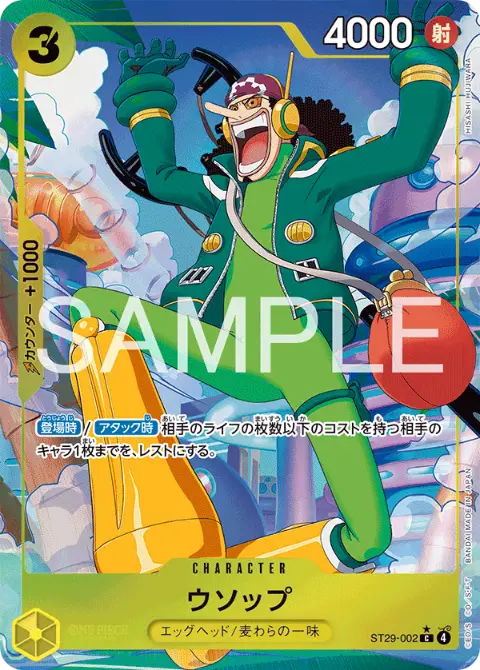 3
4000
射
HISASHI FUJIWARA
カウンター +1000
SAMPLE
登場時 / アタック時 相手のライフの枚数以下のコストを持つ相手の
キャラ1枚までを、レストにする。
CHARACTER
ウソップ
エッグヘッド/麦わらの一味
ST29-002 C 4
BANDAI MADE IN JAPAN